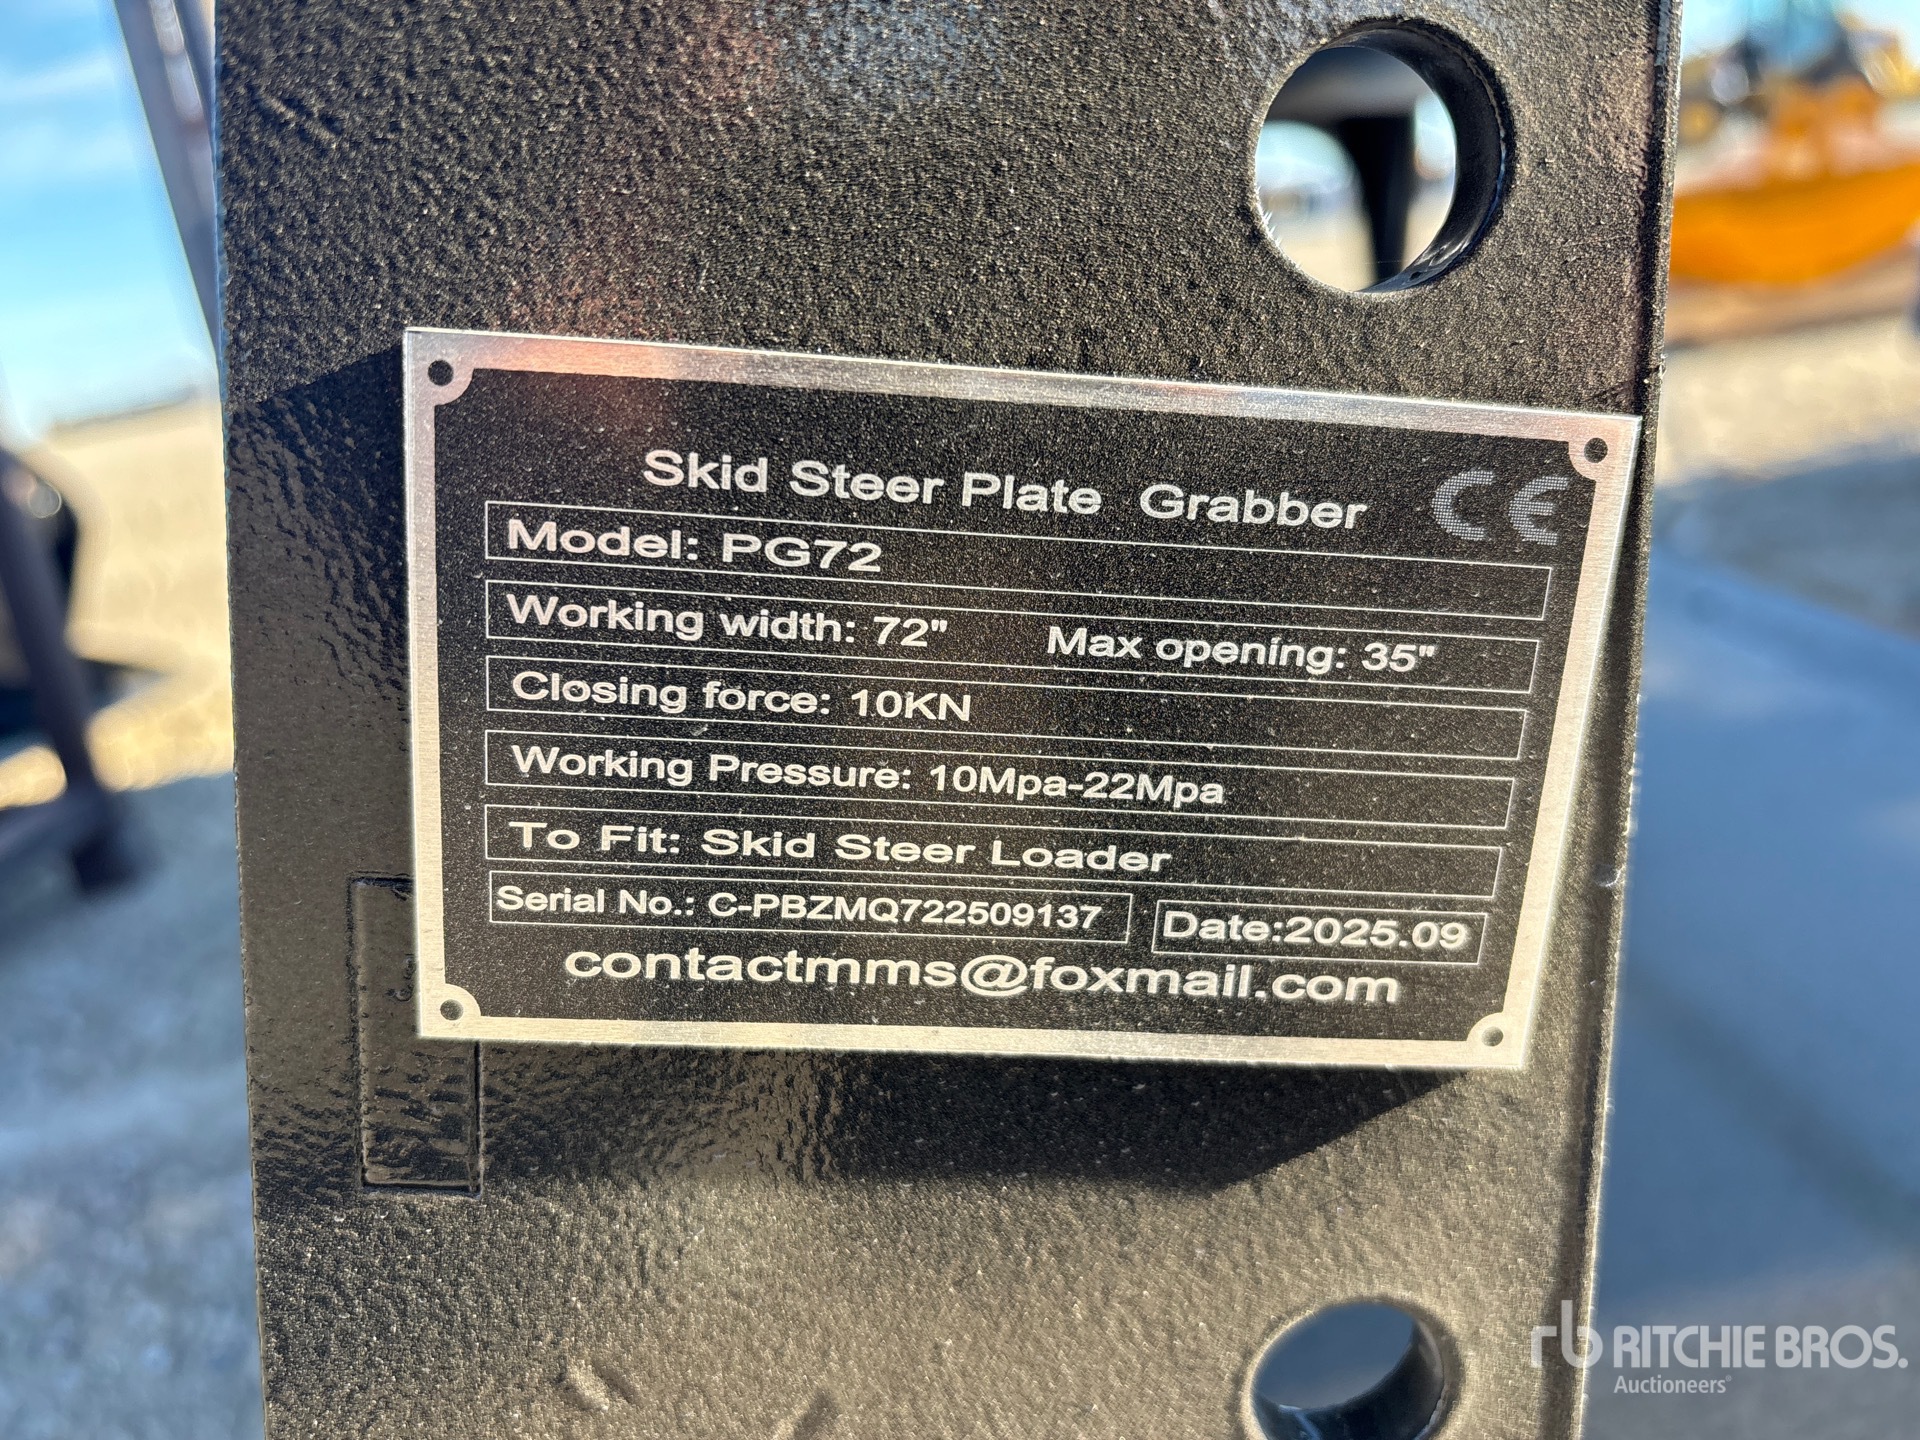 Skid Steer Plate Grabber CE
Model: PG72
Working width: 72" Max opening: 35"
Closing force: 10KN
Working Pressure: 10Mpa-22Mpa
To Fit: Skid Steer Loader
Serial No.: C-PBZMQ722509137 Date:2025.09
contactmms@foxmail.com
rb RITCHIE BROS.
Auctioneers